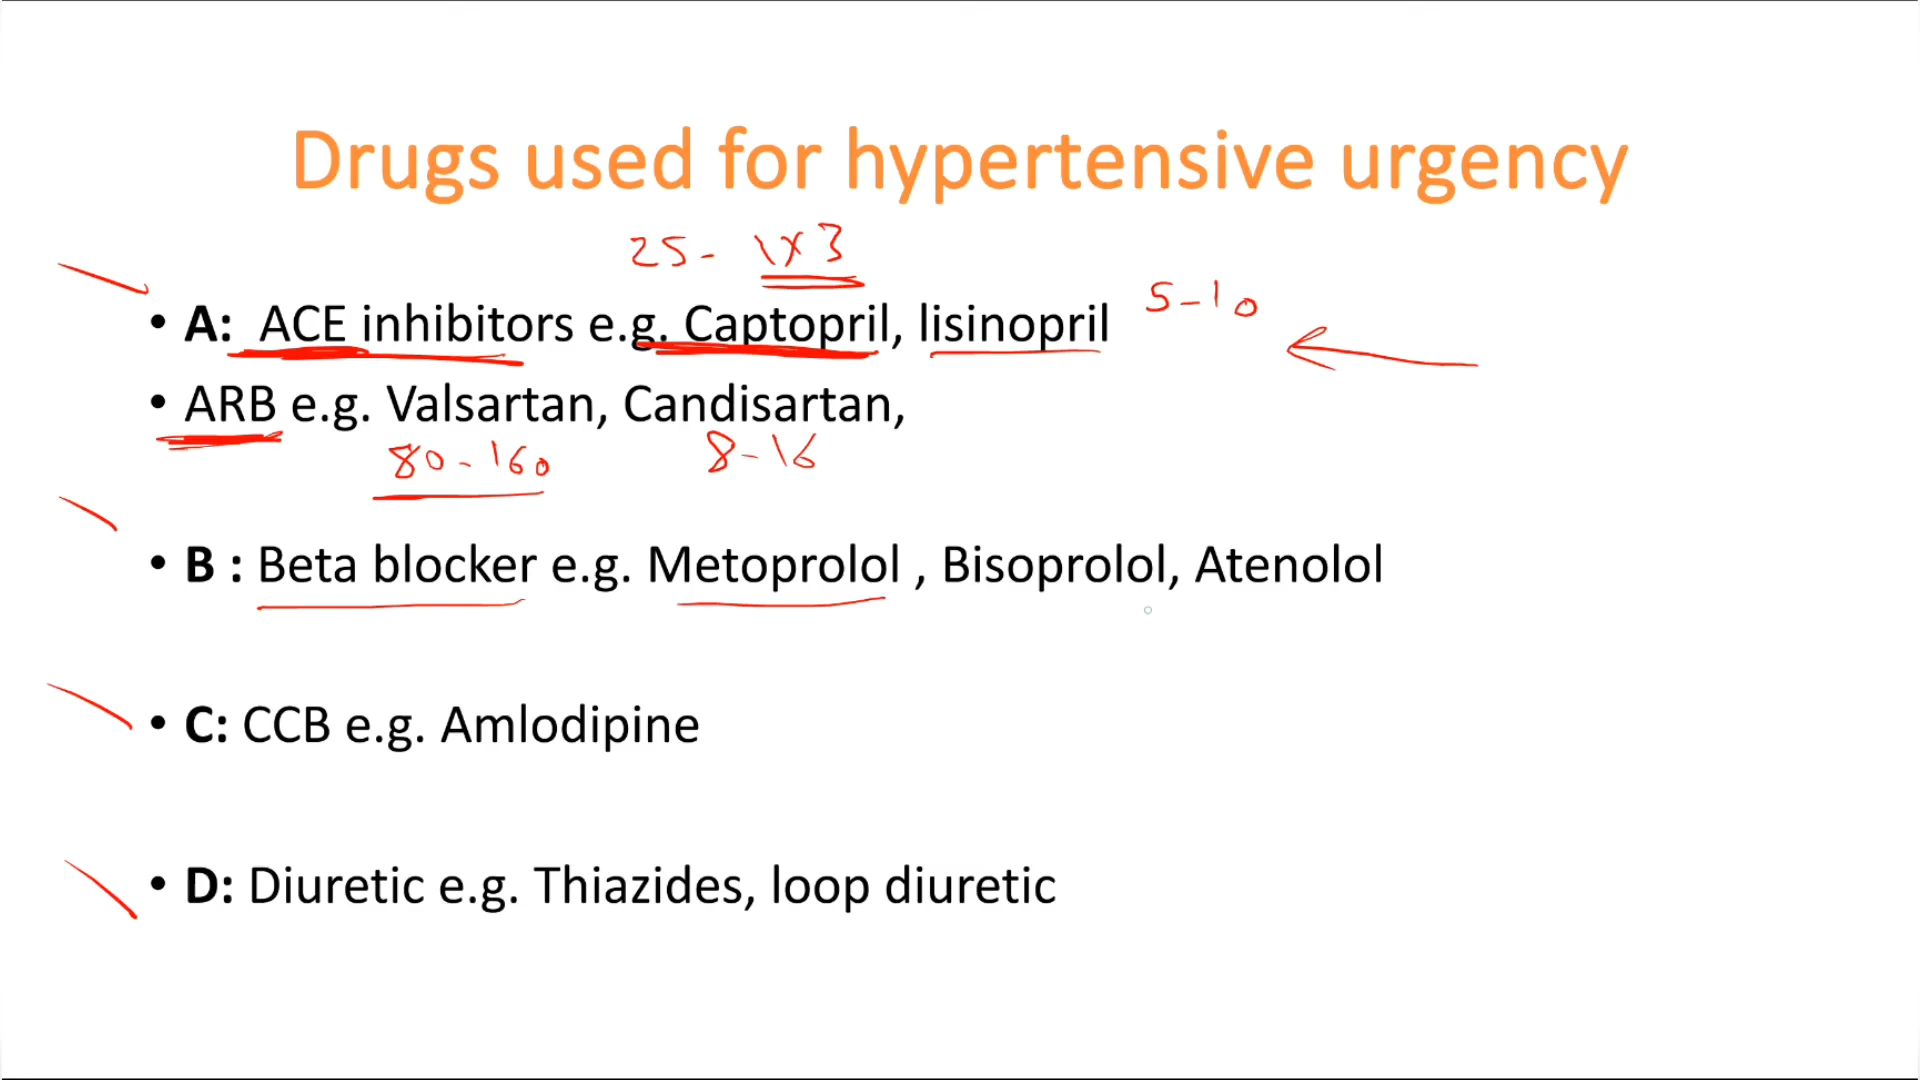 Drugs used for hypertensive urgency
25- 1x3
• A: ACE inhibitors e.g. Captopril, lisinopril 5-10
• ARB e.g. Valsartan, Candisartan,
80-160 8-16
• B : Beta blocker e.g. Metoprolol , Bisoprolol, Atenolol
• C: CCB e.g. Amlodipine
• D: Diuretic e.g. Thiazides, loop diuretic